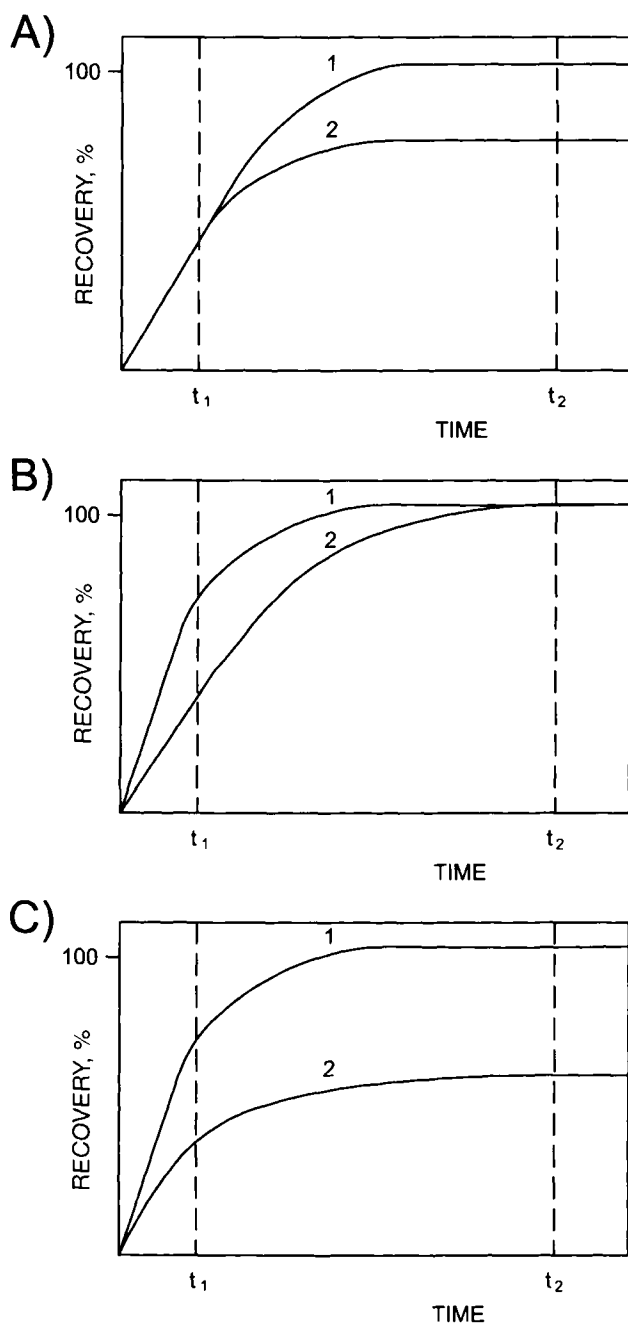 A)
100
1
2
RECOVERY, %
t₁ t₂
TIME
B)
100
1
2
RECOVERY, %
t₁ t₂
TIME
C)
100
1
2
RECOVERY, %
t₁ t₂
TIME